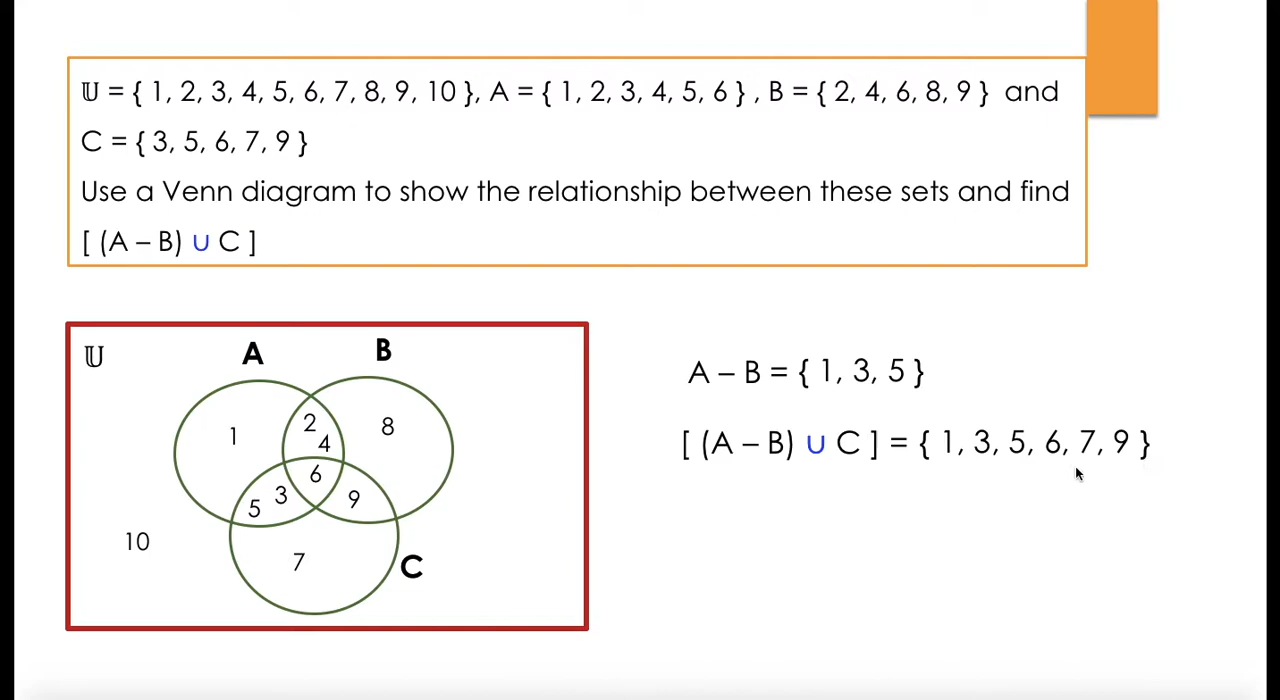 𝕌 = { 1, 2, 3, 4, 5, 6, 7, 8, 9, 10 }, A = { 1, 2, 3, 4, 5, 6 } , B = { 2, 4, 6, 8, 9 } and
C = { 3, 5, 6, 7, 9 }
Use a Venn diagram to show the relationship between these sets and find
[ (A – B) ∪ C ]
𝕌
A
B
1
2
4
8
6
5
3
9
10
7
C
A – B = { 1, 3, 5 }
[ (A – B) ∪ C ] = { 1, 3, 5, 6, 7, 9 }